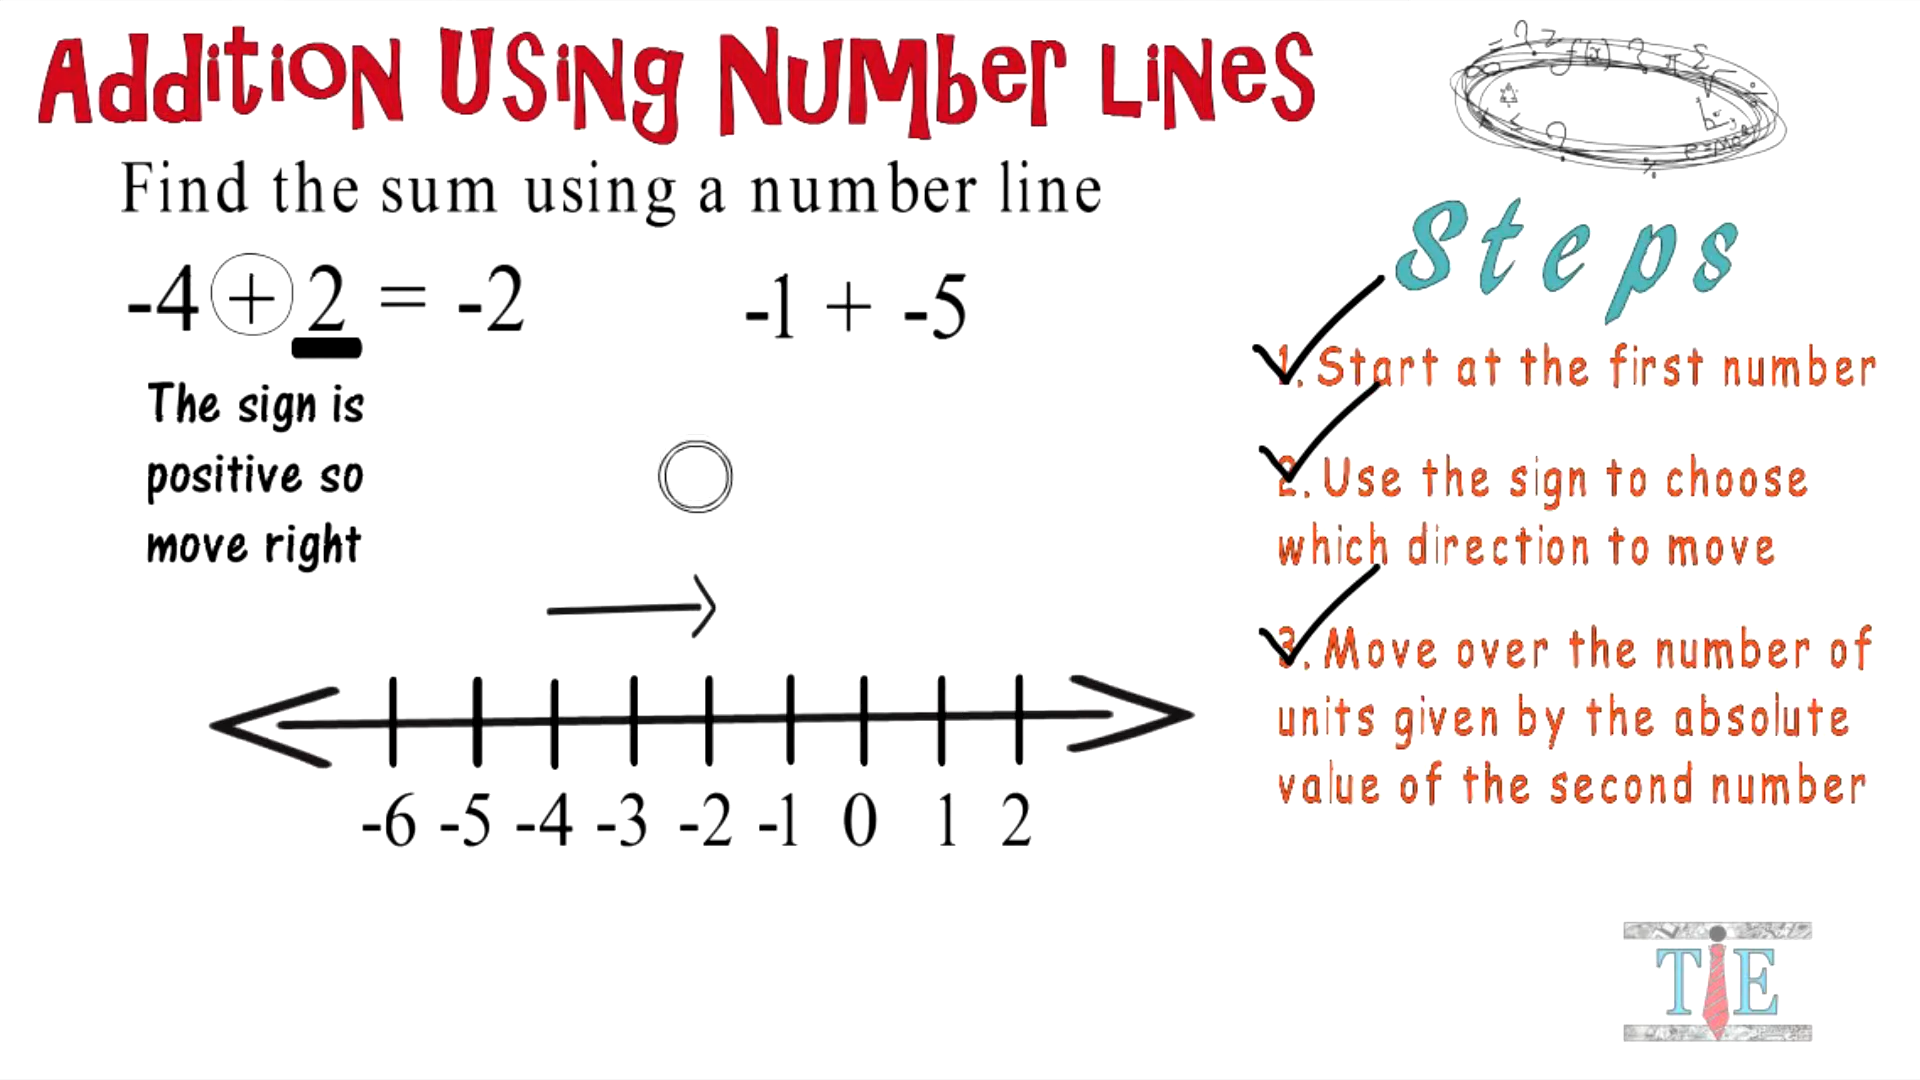 Addition Using Number Lines
Find the sum using a number line
-4 + 2 = -2
-1 + -5
The sign is
positive so
move right
-6 -5 -4 -3 -2 -1 0 1 2
Steps
1. Start at the first number
2. Use the sign to choose
which direction to move
3. Move over the number of
units given by the absolute
value of the second number
TIE